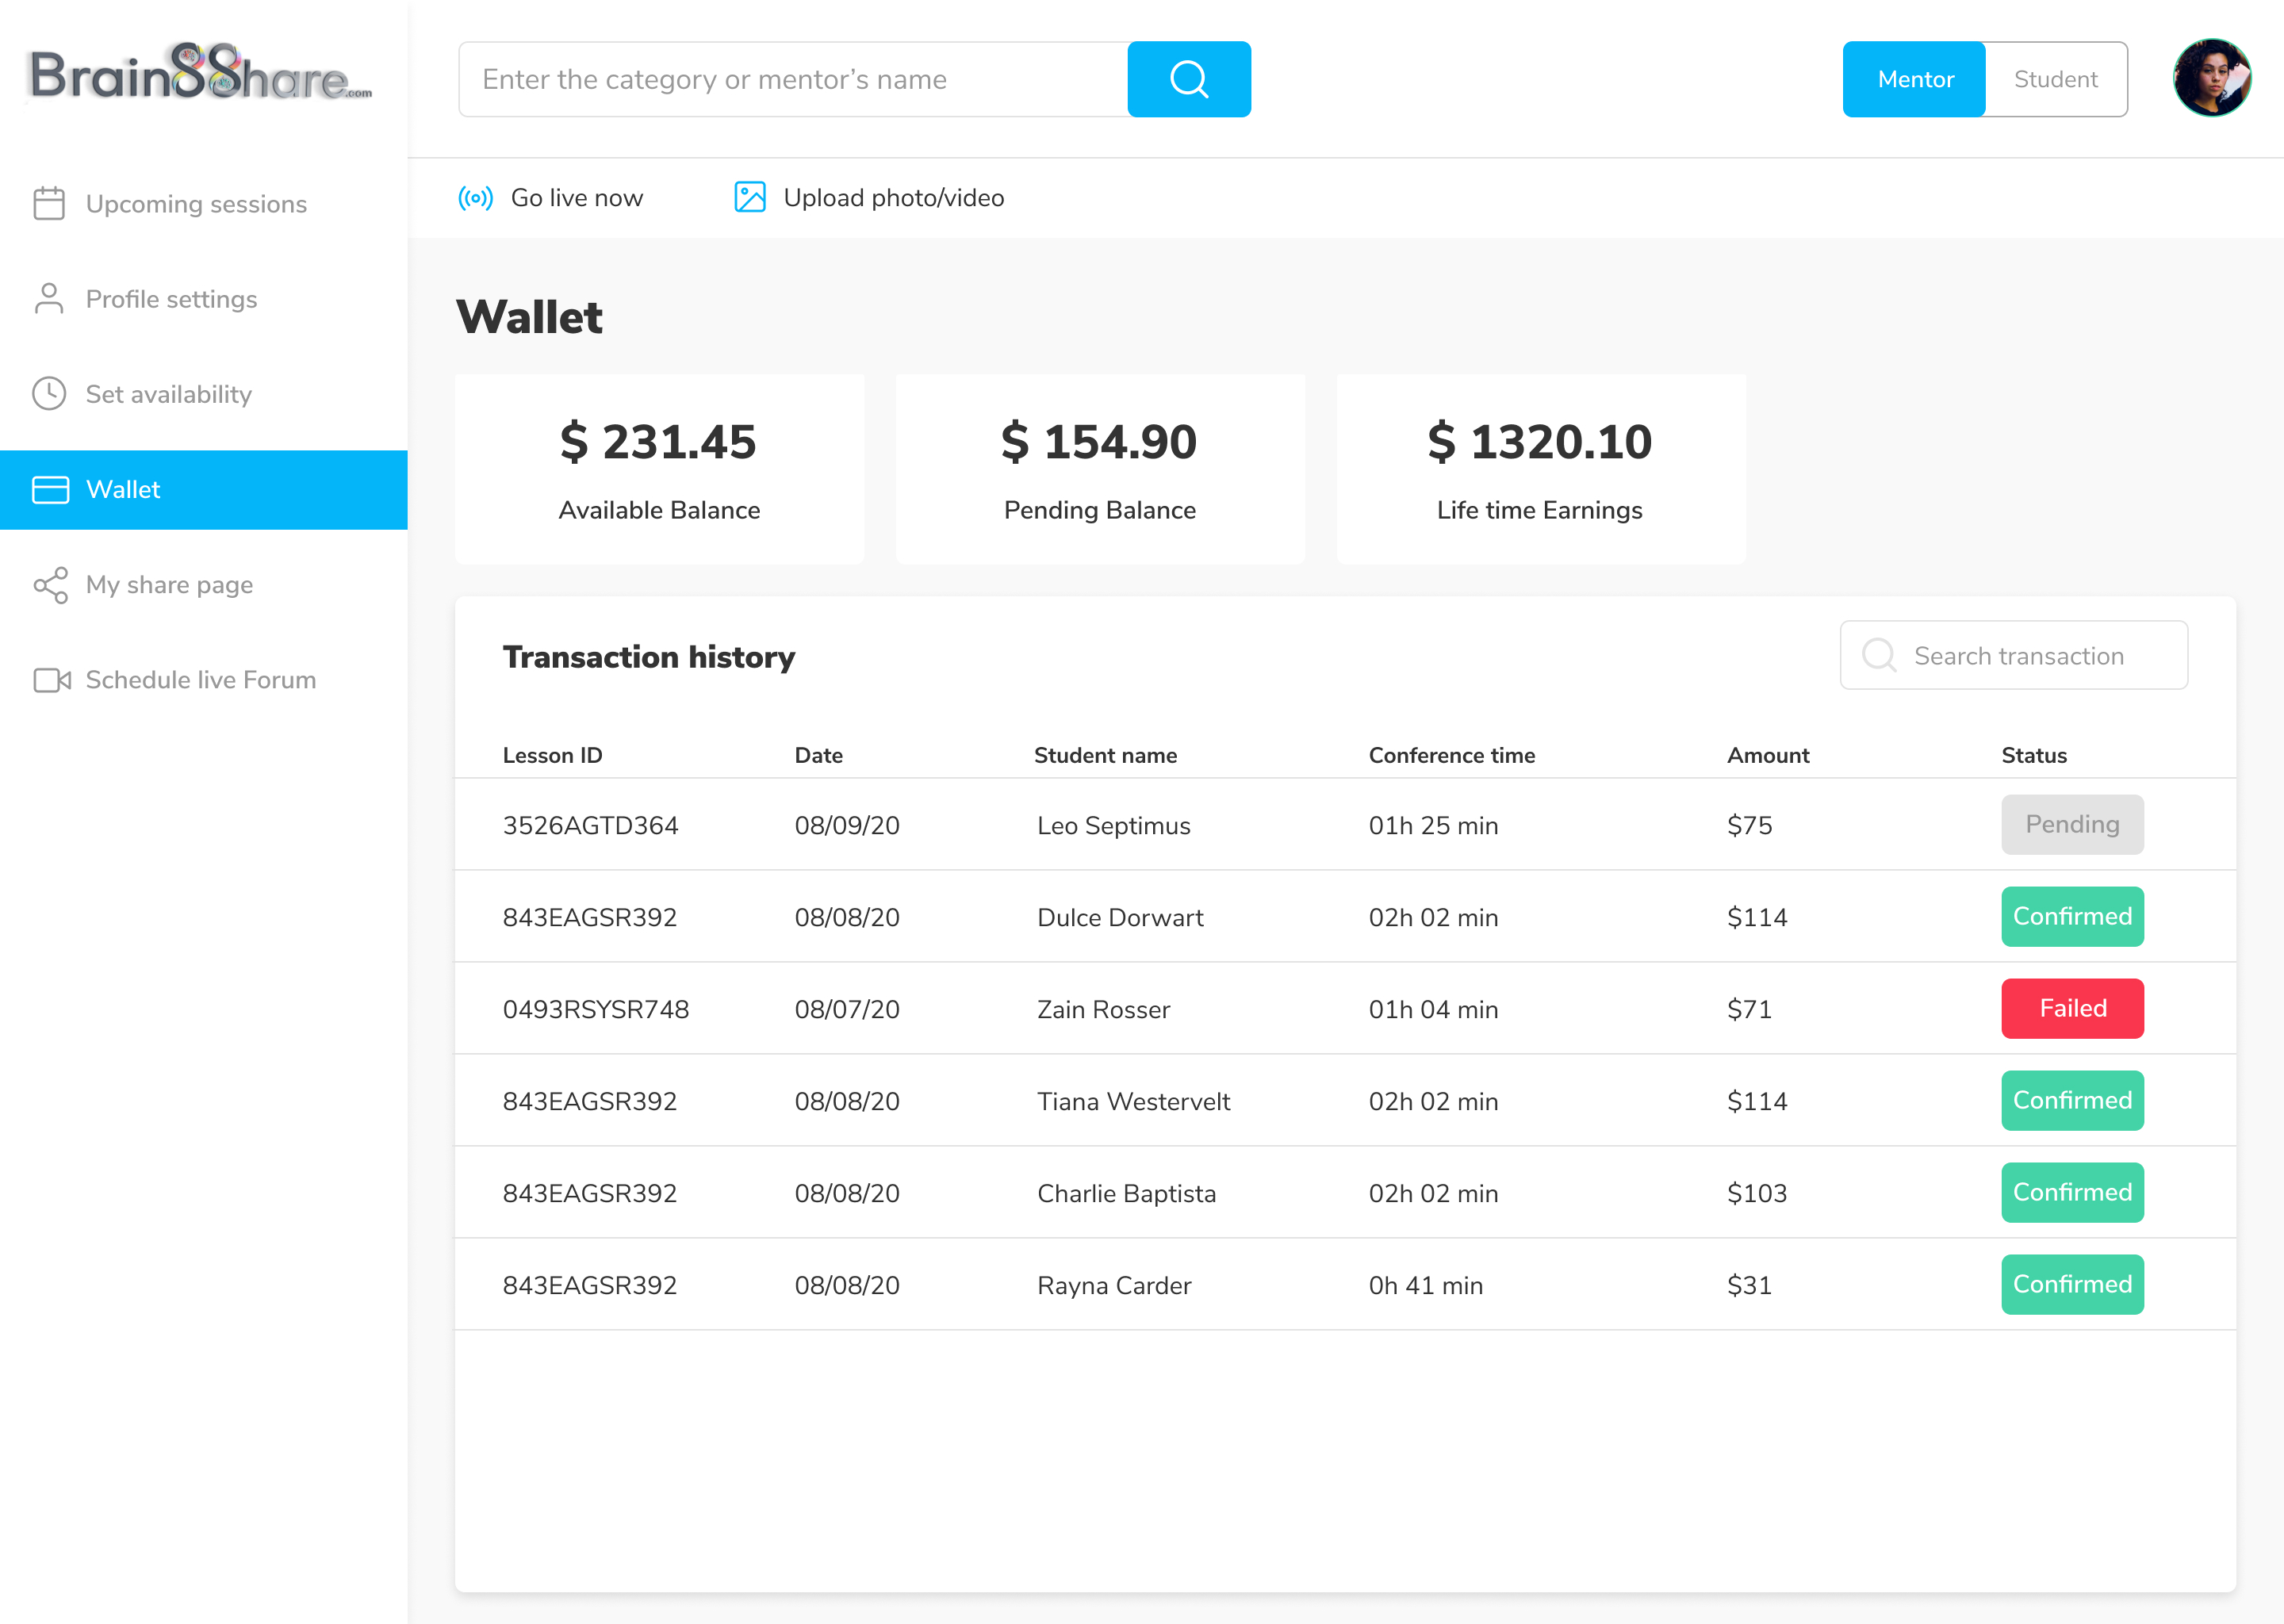 Brain88hare.com
Enter the category or mentor’s name
Mentor
Student
Upcoming sessions
Profile settings
Set availability
Wallet
My share page
Schedule live Forum
Go live now
Upload photo/video
Wallet
$ 231.45
Available Balance
$ 154.90
Pending Balance
$ 1320.10
Life time Earnings
Transaction history
Search transaction
Lesson ID Date Student name Conference time Amount Status
3526AGTD364 08/09/20 Leo Septimus 01h 25 min $75 Pending
843EAGSR392 08/08/20 Dulce Dorwart 02h 02 min $114 Confirmed
0493RSYSR748 08/07/20 Zain Rosser 01h 04 min $71 Failed
843EAGSR392 08/08/20 Tiana Westervelt 02h 02 min $114 Confirmed
843EAGSR392 08/08/20 Charlie Baptista 02h 02 min $103 Confirmed
843EAGSR392 08/08/20 Rayna Carder 0h 41 min $31 Confirmed